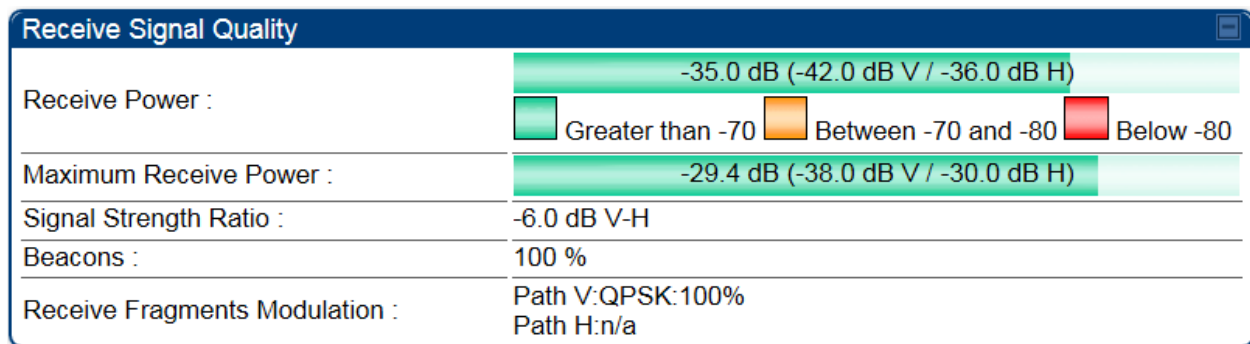 Receive Signal Quality
Receive Power :
-35.0 dB (-42.0 dB V / -36.0 dB H)
Greater than -70 Between -70 and -80 Below -80
Maximum Receive Power :
-29.4 dB (-38.0 dB V / -30.0 dB H)
Signal Strength Ratio :
-6.0 dB V-H
Beacons :
100 %
Receive Fragments Modulation :
Path V:QPSK:100%
Path H:n/a